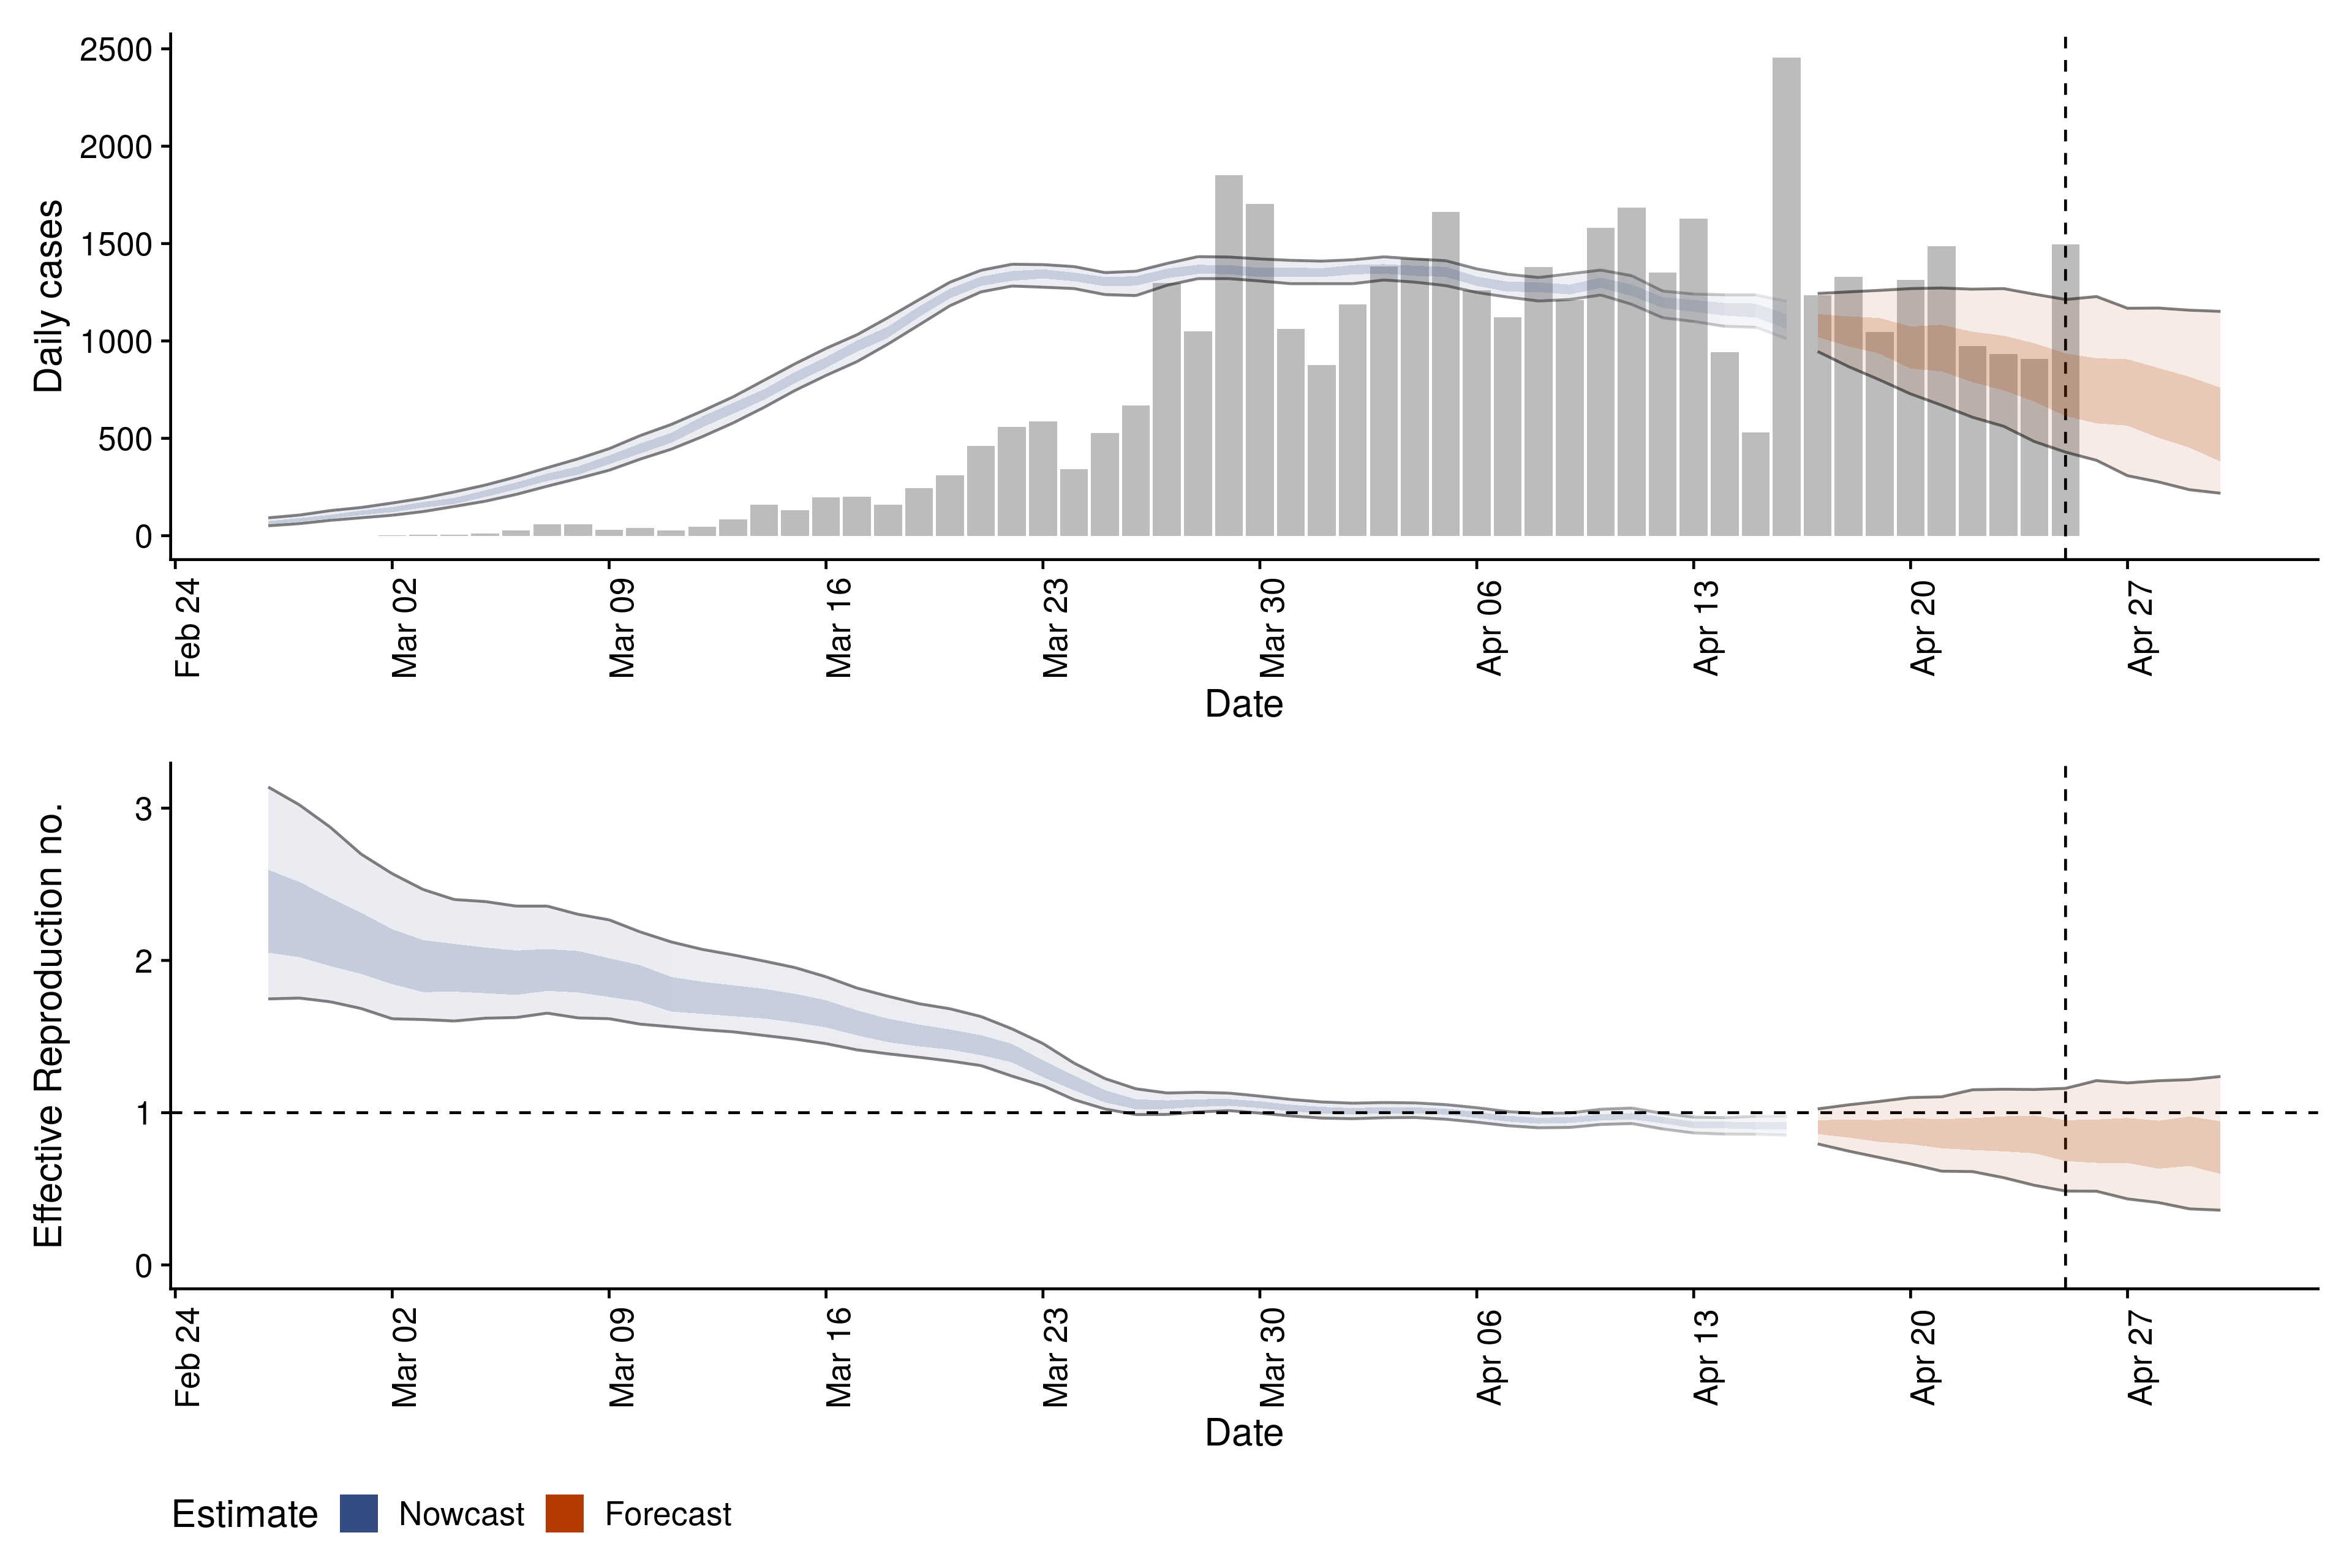 2500
2000
1500
1000
500
0
Daily cases
Feb 24
Mar 02
Mar 09
Mar 16
Mar 23
Mar 30
Apr 06
Apr 13
Apr 20
Apr 27
Date
3
2
1
0
Effective Reproduction no.
Feb 24
Mar 02
Mar 09
Mar 16
Mar 23
Mar 30
Apr 06
Apr 13
Apr 20
Apr 27
Date
Estimate Nowcast Forecast